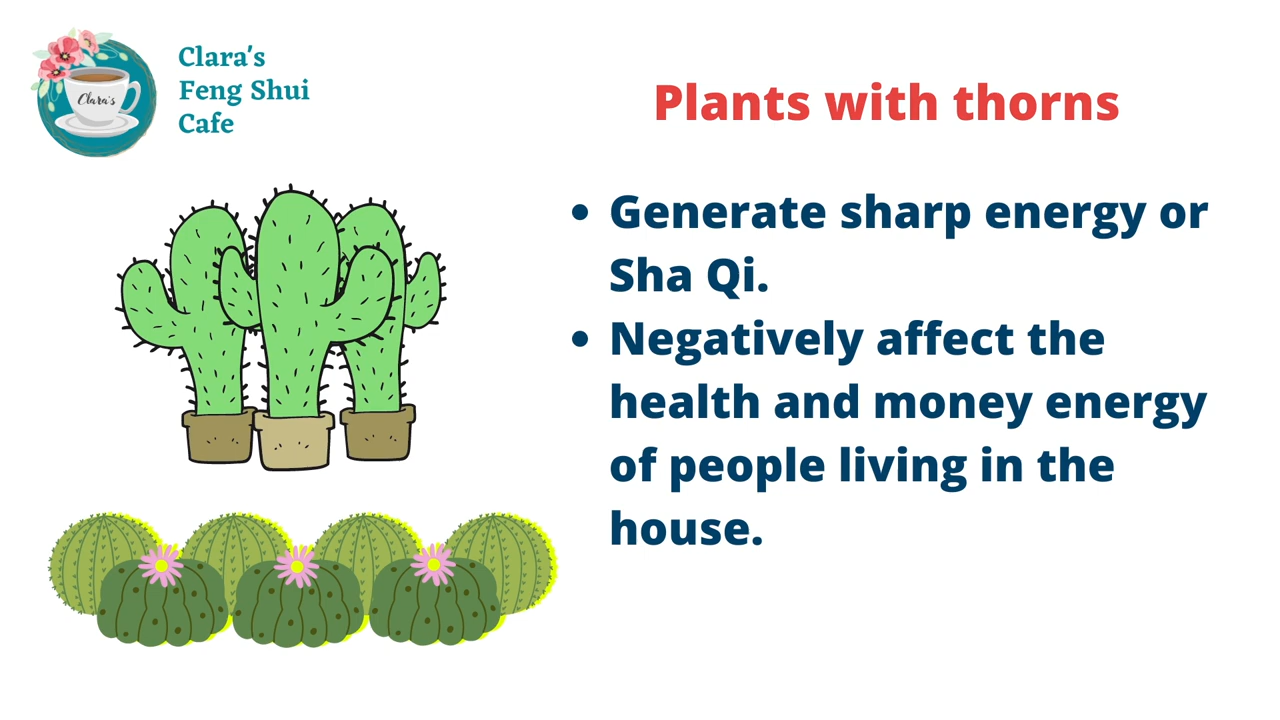 Clara's
Feng Shui
Cafe
Clara's
Plants with thorns
• Generate sharp energy or
Sha Qi.
• Negatively affect the
health and money energy
of people living in the
house.